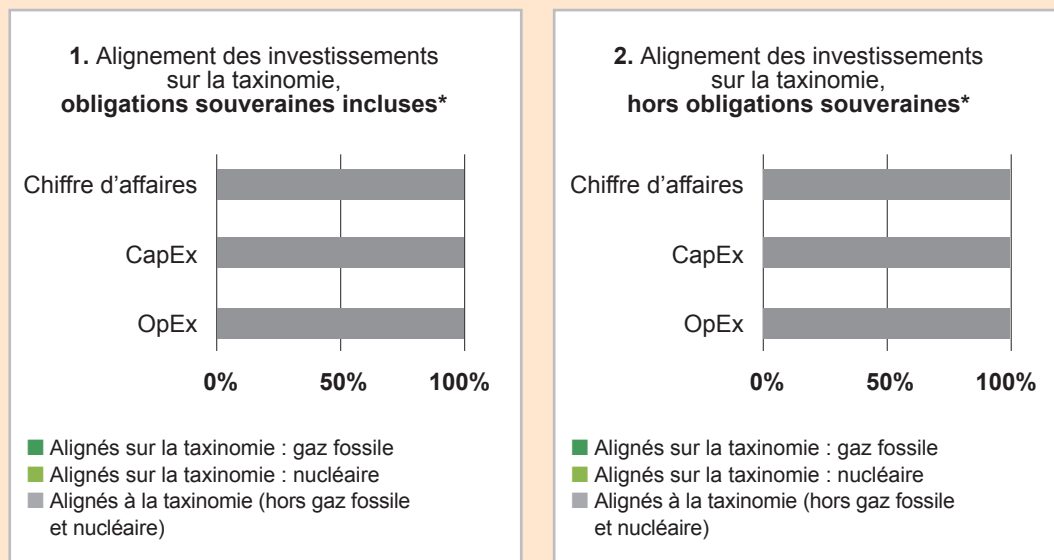 1. Alignement des investissements
sur la taxinomie,
obligations souveraines incluses*
Chiffre d’affaires
CapEx
OpEx
0% 50% 100%
Alignés sur la taxinomie : gaz fossile
Alignés sur la taxinomie : nucléaire
Alignés à la taxinomie (hors gaz fossile
et nucléaire)
2. Alignement des investissements
sur la taxinomie,
hors obligations souveraines*
Chiffre d’affaires
CapEx
OpEx
0% 50% 100%
Alignés sur la taxinomie : gaz fossile
Alignés sur la taxinomie : nucléaire
Alignés à la taxinomie (hors gaz fossile
et nucléaire)